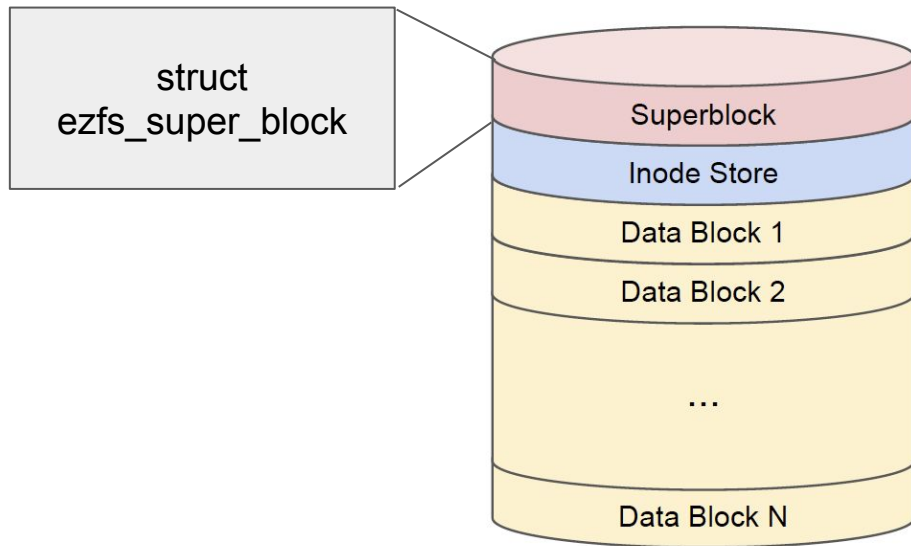 struct
ezfs_super_block
Superblock
Inode Store
Data Block 1
Data Block 2
...
Data Block N